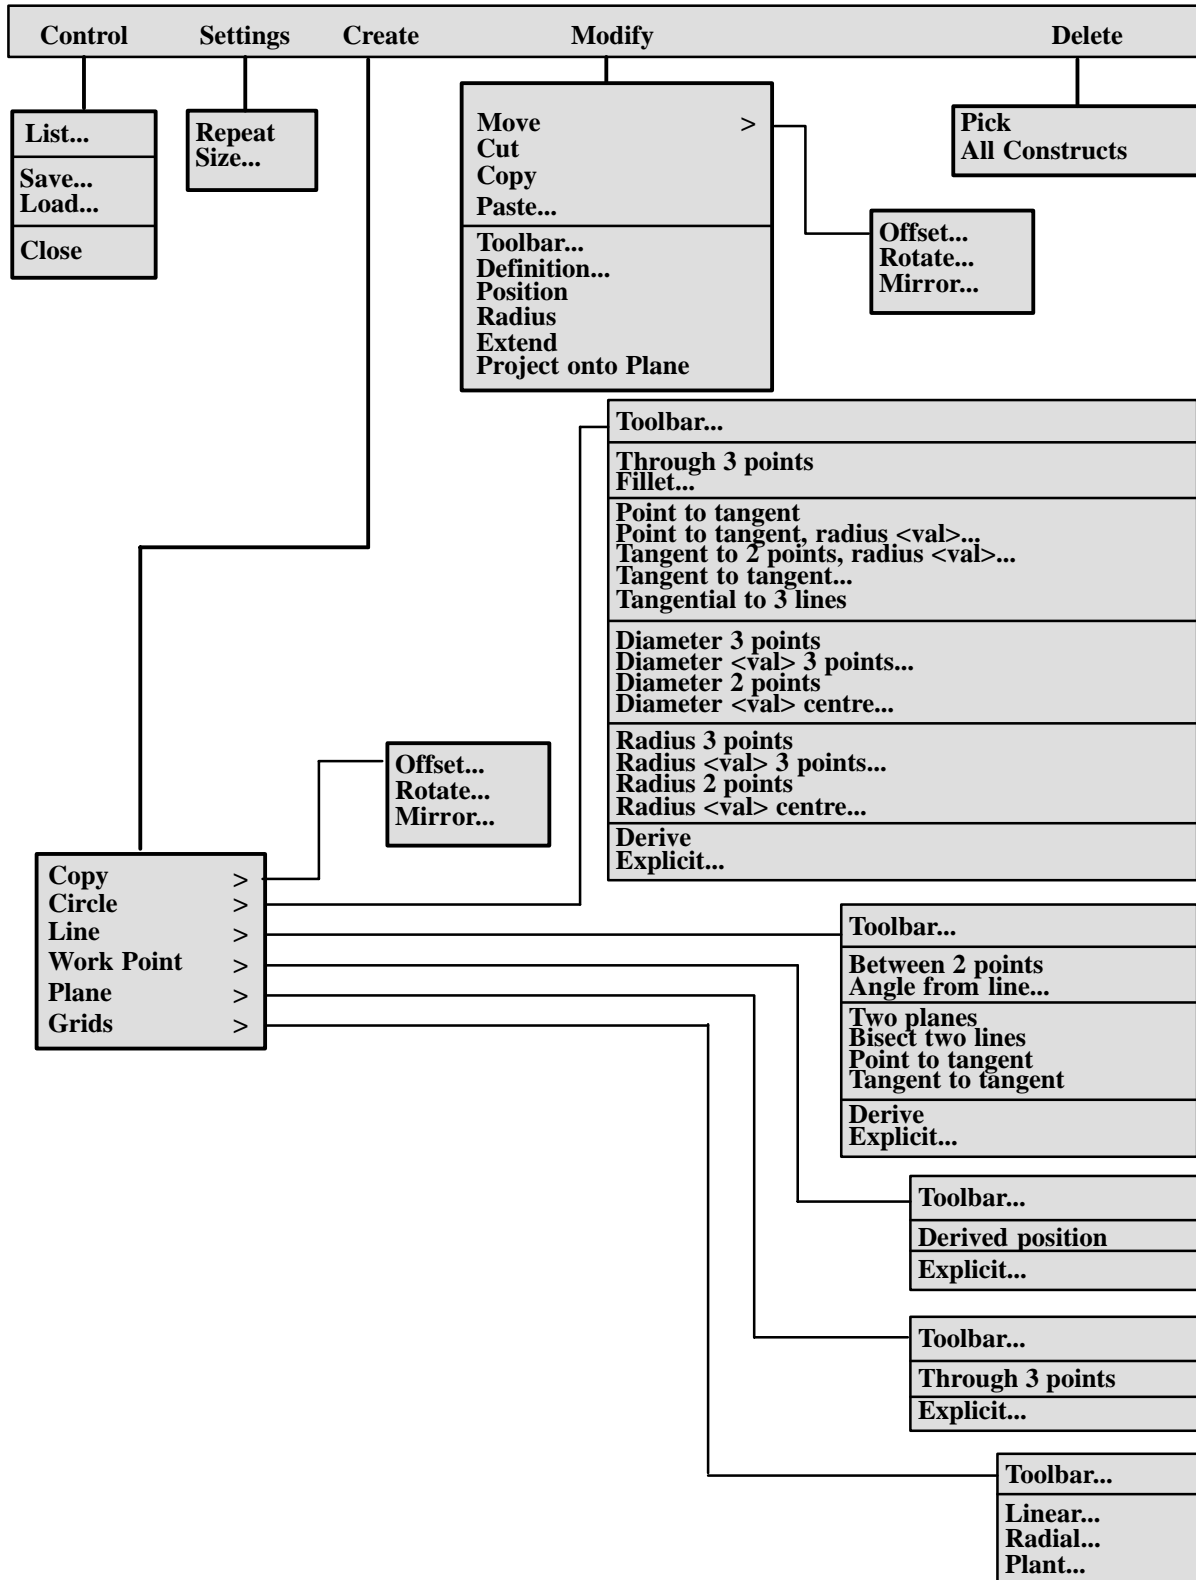 Control Settings Create Modify Delete
List...
Save...
Load...
Close
Repeat
Size...
Move >
Cut
Copy
Paste...
Toolbar...
Definition...
Position
Radius
Extend
Project onto Plane
Pick
All Constructs
Offset...
Rotate...
Mirror...
Toolbar...
Through 3 points
Fillet...
Point to tangent
Point to tangent, radius <val>...
Tangent to 2 points, radius <val>...
Tangent to tangent...
Tangential to 3 lines
Diameter 3 points
Diameter <val> 3 points...
Diameter 2 points
Diameter <val> centre...
Radius 3 points
Radius <val> 3 points...
Radius 2 points
Radius <val> centre...
Derive
Explicit...
Offset...
Rotate...
Mirror...
Copy >
Circle >
Line >
Work Point >
Plane >
Grids >
Toolbar...
Between 2 points
Angle from line...
Two planes
Bisect two lines
Point to tangent
Tangent to tangent
Derive
Explicit...
Toolbar...
Derived position
Explicit...
Toolbar...
Through 3 points
Explicit...
Toolbar...
Linear...
Radial...
Plant...